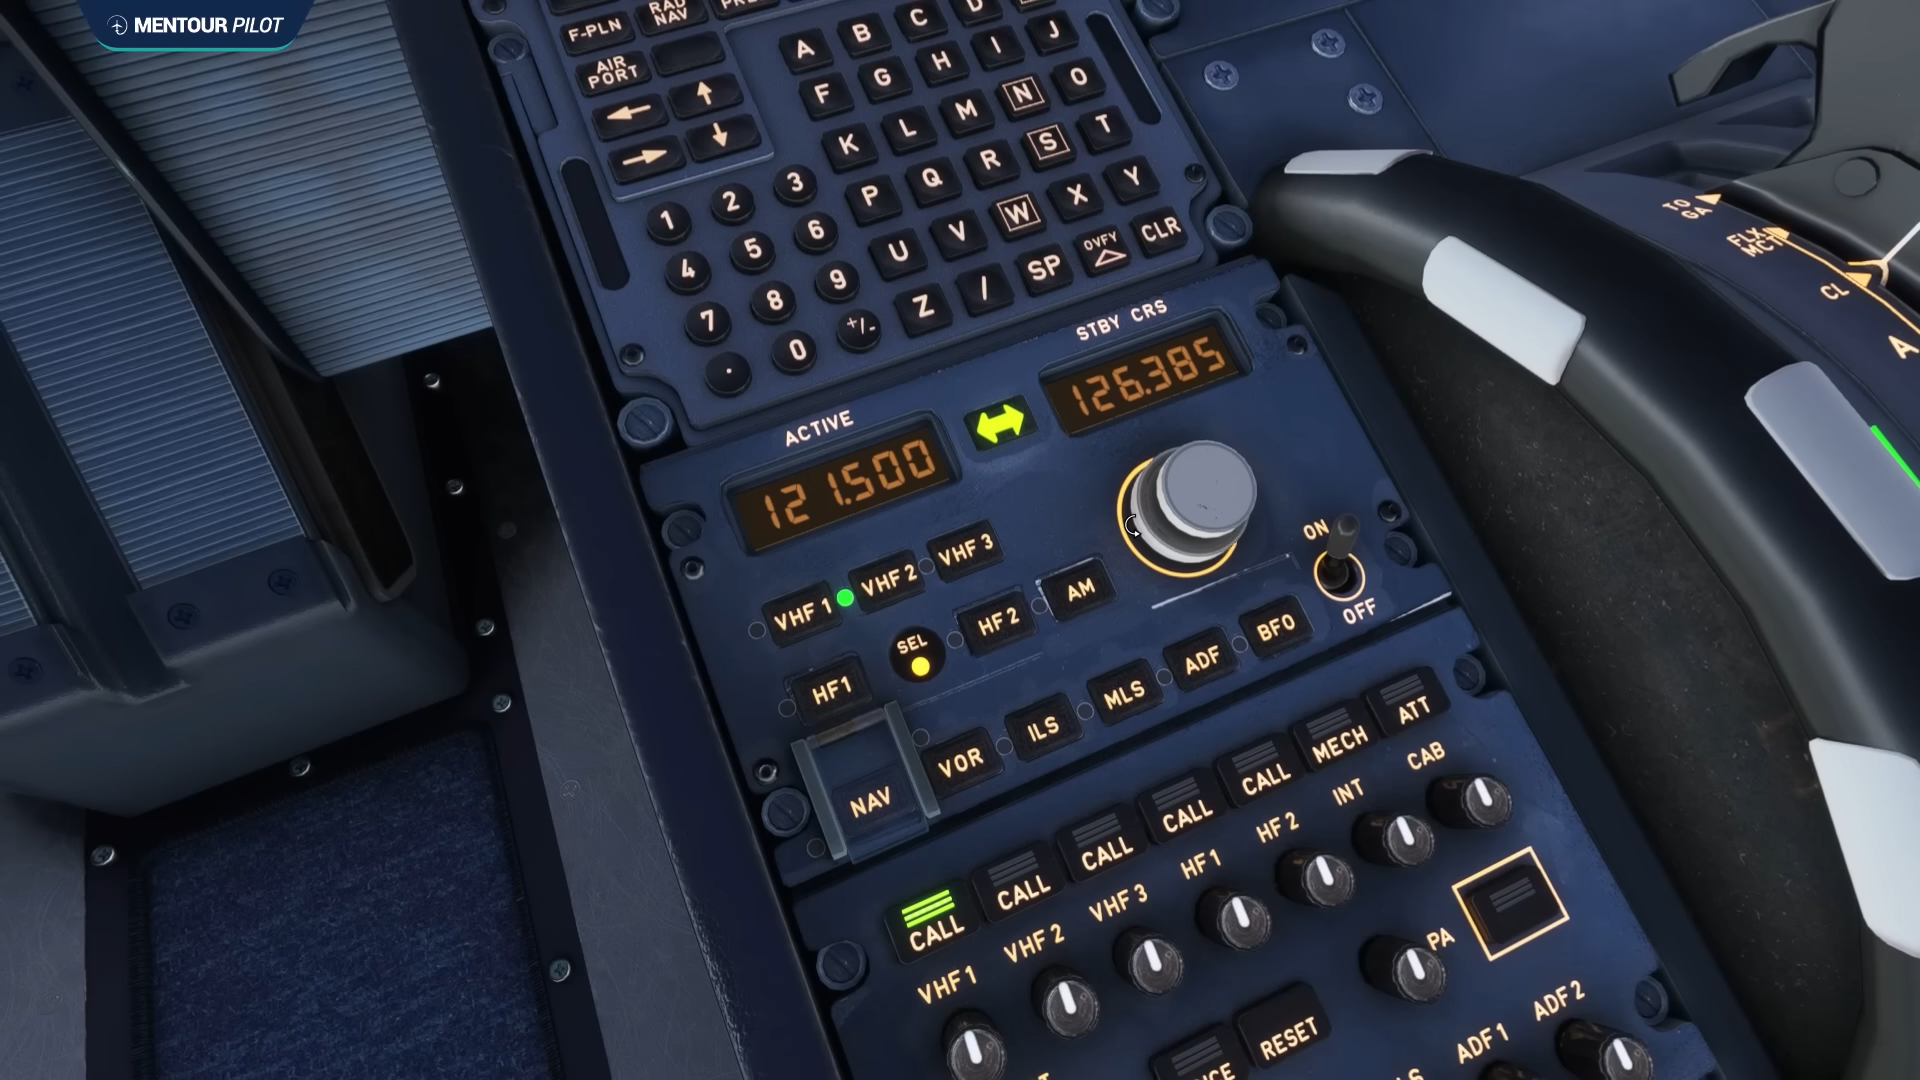 MENTOUR PILOT
F-PLN
RAD NAV
AIR PORT
A B C D
F G H I J
K L M N O
P Q R S T
U V W X Y
Z / SP OVFY CLR
1 2 3
4 5 6
7 8 9
. 0 +/-
TO GA
FLX MCT
CL
A
ACTIVE
STBY CRS
121.500
126.385
VHF 1
VHF 2
VHF 3
HF1
SEL
HF2
AM
ON
OFF
NAV
VOR
ILS
MLS
ADF
BFO
CALL
CALL
CALL
CALL
CALL
MECH
ATT
VHF 1
VHF 2
VHF 3
HF 1
HF 2
INT
CAB
PA
RESET
ADF 1
ADF 2